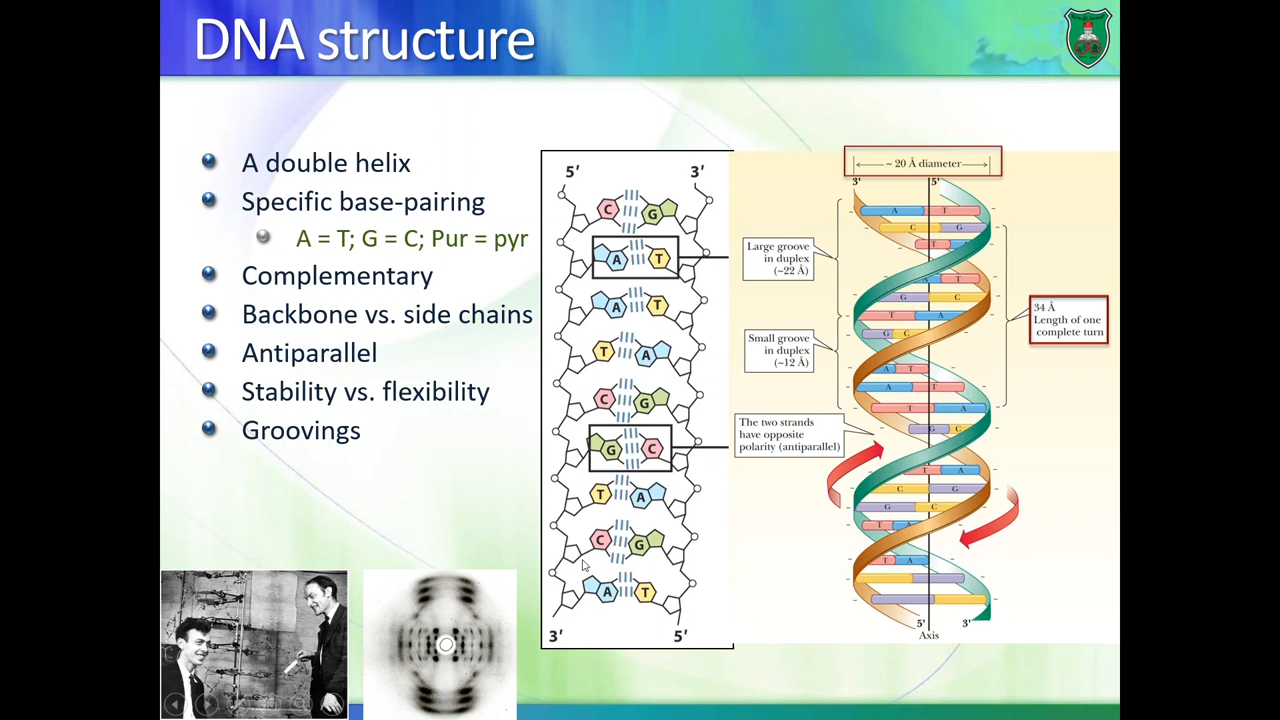 DNA structure
A double helix
Specific base-pairing
A = T; G = C; Pur = pyr
Complementary
Backbone vs. side chains
Antiparallel
Stability vs. flexibility
Groovings
5' 3'
C G
A T
A T
T A
C G
G C
T A
C G
A T
3' 5'
~ 20 Å diameter
3' 5'
Large groove
in duplex
(~22 Å)
Small groove
in duplex
(~12 Å)
The two strands
have opposite
polarity (antiparallel)
34 Å
Length of one
complete turn
A T
C G
T
A T
G C
T A
G C
A T
A T
T A
G C
T A
C G
G C
T A
T A
5' 3'
Axis